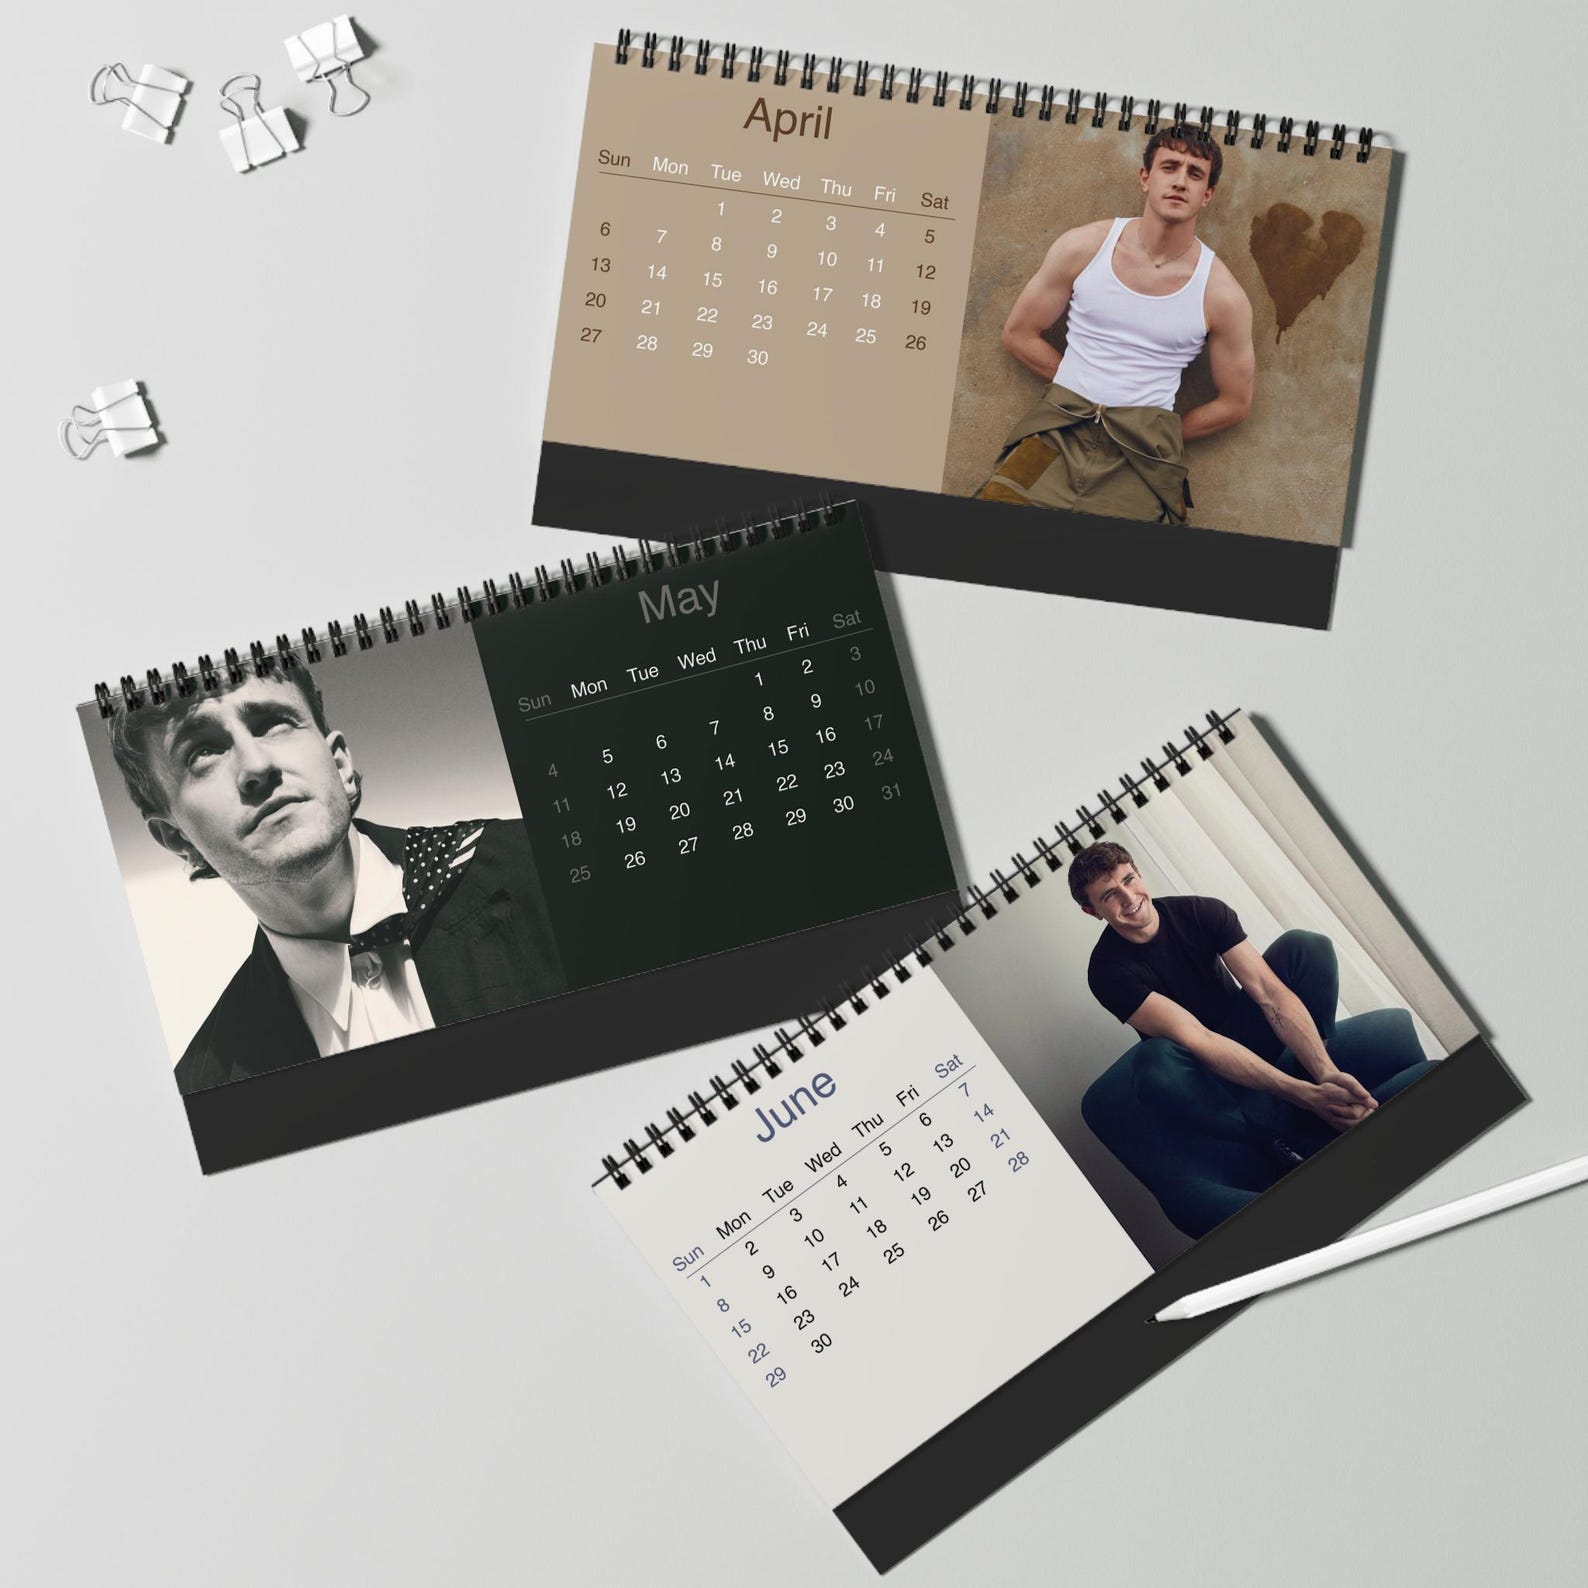 April
Sun Mon Tue Wed Thu Fri Sat
1 2 3 4 5
6 7 8 9 10 11 12
13 14 15 16 17 18 19
20 21 22 23 24 25 26
27 28 29 30
May
Sun Mon Tue Wed Thu Fri Sat
1 2 3
4 5 6 7 8 9 10
11 12 13 14 15 16 17
18 19 20 21 22 23 24
25 26 27 28 29 30 31
June
Sun Mon Tue Wed Thu Fri Sat
1 2 3 4 5 6 7
8 9 10 11 12 13 14
15 16 17 18 19 20 21
22 23 24 25 26 27 28
29 30